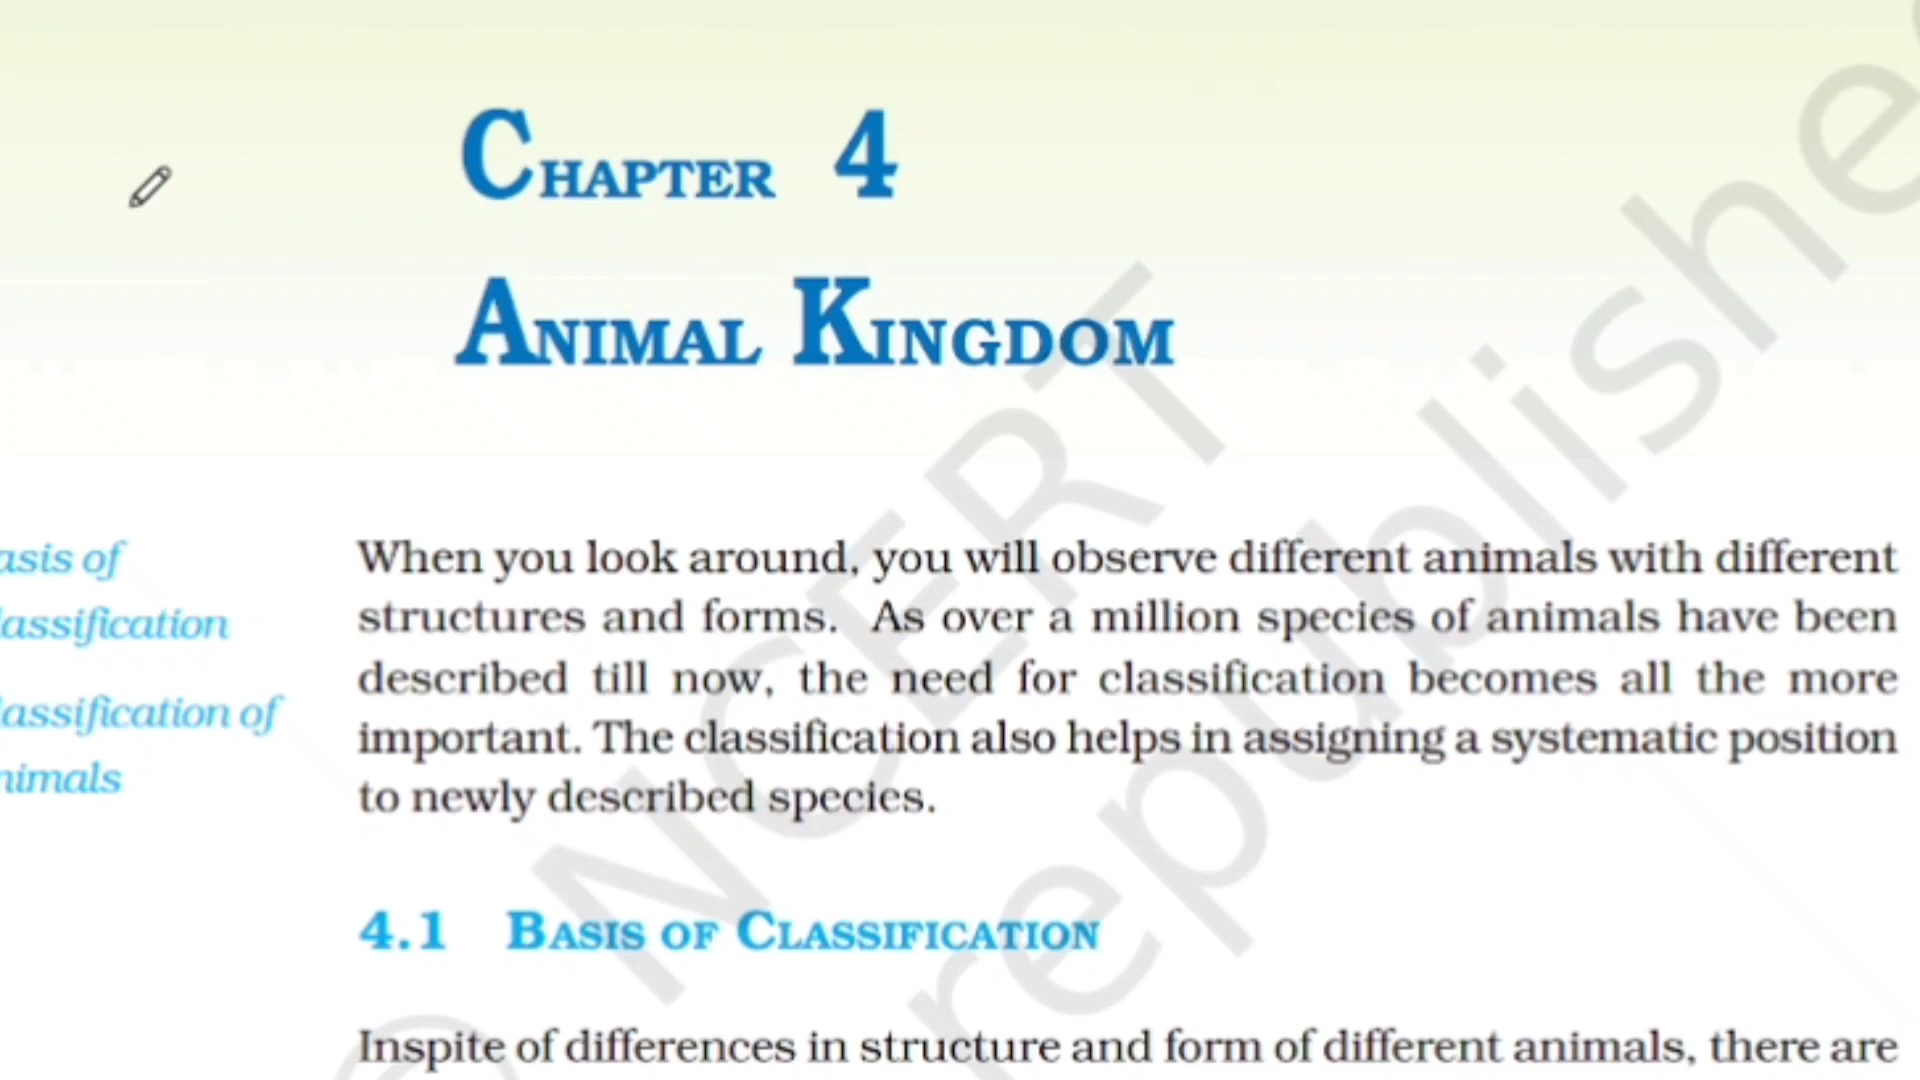 Chapter 4
Animal Kingdom
asis of
lassification
lassification of
nimals
When you look around, you will observe different animals with different
structures and forms. As over a million species of animals have been
described till now, the need for classification becomes all the more
important. The classification also helps in assigning a systematic position
to newly described species.
4.1 Basis of Classification
Inspite of differences in structure and form of different animals, there are
© NCERT
republishe